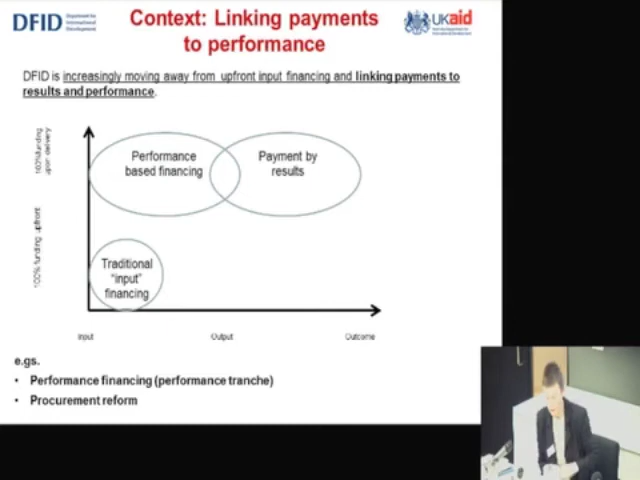 DFID
Department for
International
Development
Context: Linking payments
to performance
UKaid
DFID is increasingly moving away from upfront input financing and linking payments to
results and performance.
100% funding
upon delivery
Performance
based financing
Payment by
results
100% funding upfront
Traditional
"input"
financing
Input
Output
Outcome
e.gs.
• Performance financing (performance tranche)
• Procurement reform